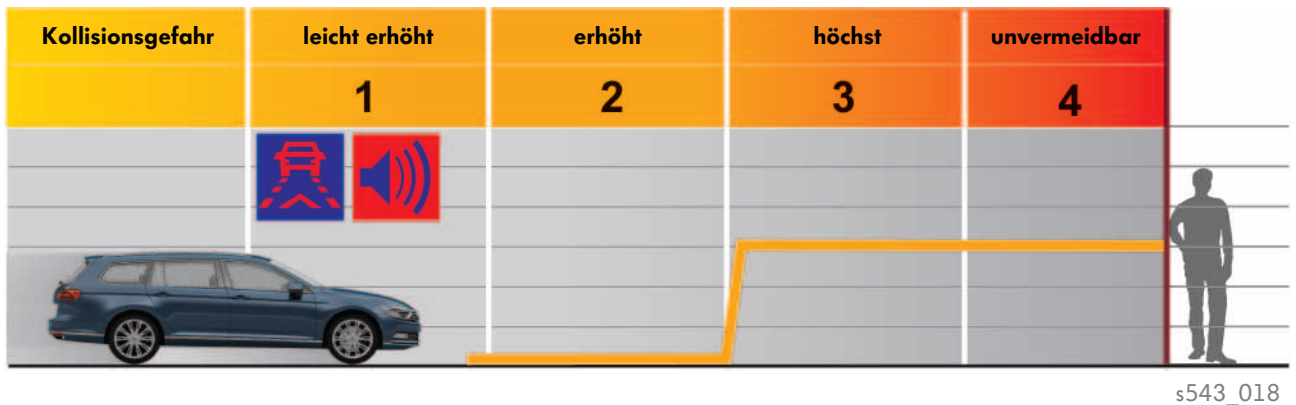 Kollisionsgefahr leicht erhöht erhöht höchst unvermeidbar
1 2 3 4
s543_018